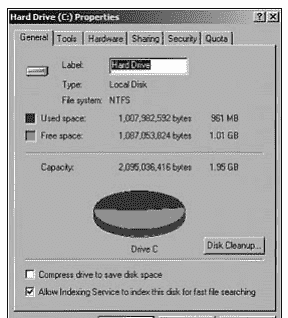 Hard Drive (C:) Properties
General Tools Hardware Sharing Security Quota
Label: Hard Drive
Type: Local Disk
File system: NTFS
Used space: 1,007,982,592 bytes 961 MB
Free space: 1,087,053,824 bytes 1.01 GB
Capacity: 2,095,036,416 bytes 1.95 GB
Drive C
Disk Cleanup...
Compress drive to save disk space
Allow Indexing Service to index this disk for fast file searching